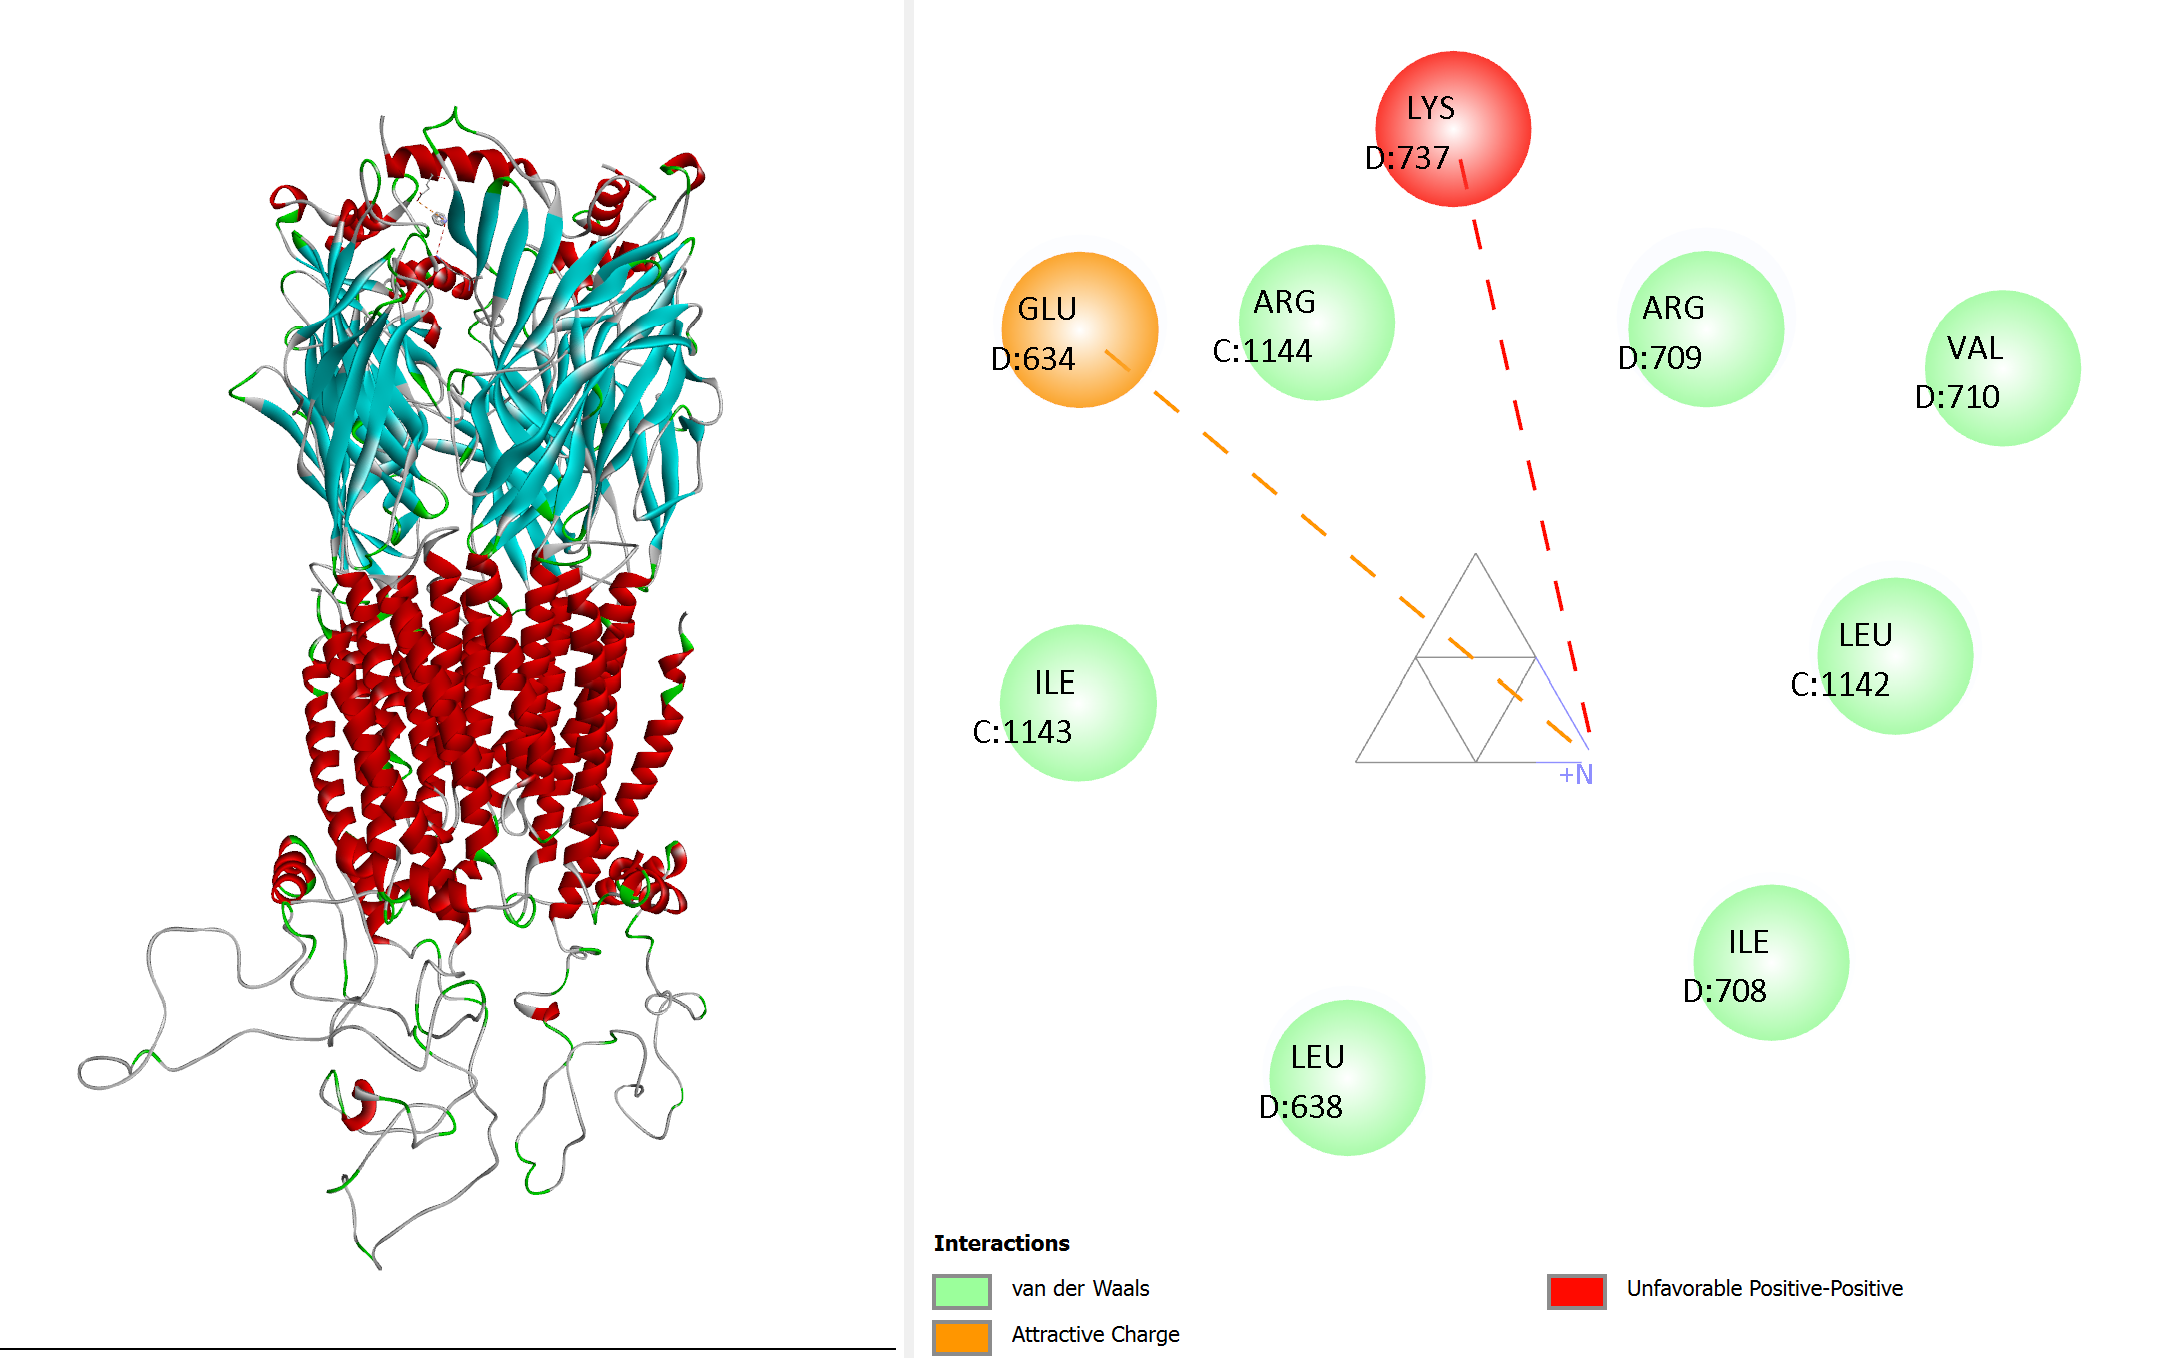 LYS
D:737
GLU
D:634
ARG
C:1144
ARG
D:709
VAL
D:710
ILE
C:1143
LEU
C:1142
+N
ILE
D:708
LEU
D:638
Interactions
van der Waals
Attractive Charge
Unfavorable Positive-Positive